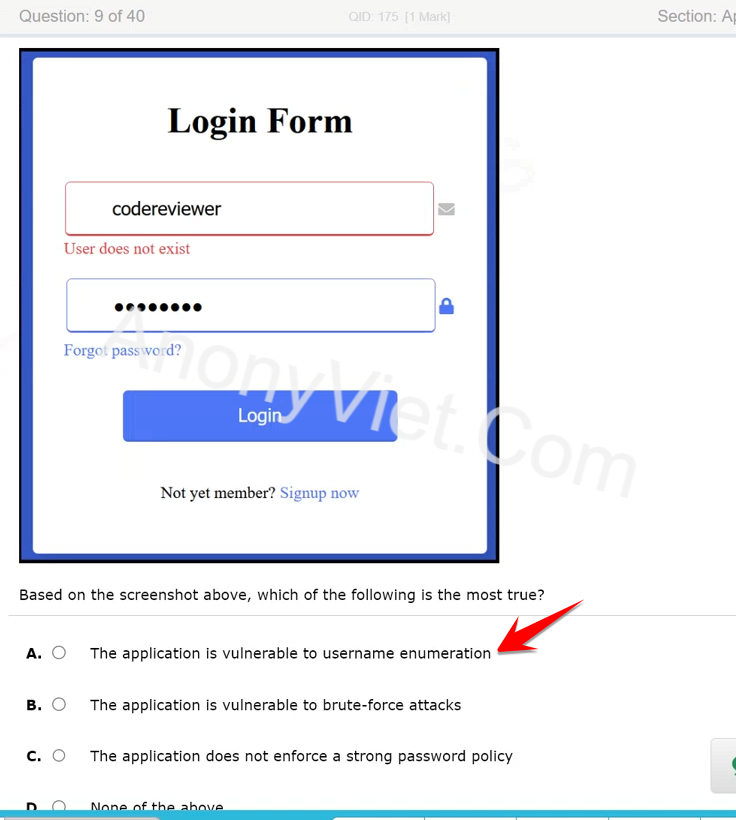 Question: 9 of 40 QID: 175 [1 Mark] Section:
Login Form
codereviewer
User does not exist
Forgot password?
Login
Not yet member? Signup now
AnonyViet.Com
Based on the screenshot above, which of the following is the most true?
A. The application is vulnerable to username enumeration
B. The application is vulnerable to brute-force attacks
C. The application does not enforce a strong password policy
D. None of the above